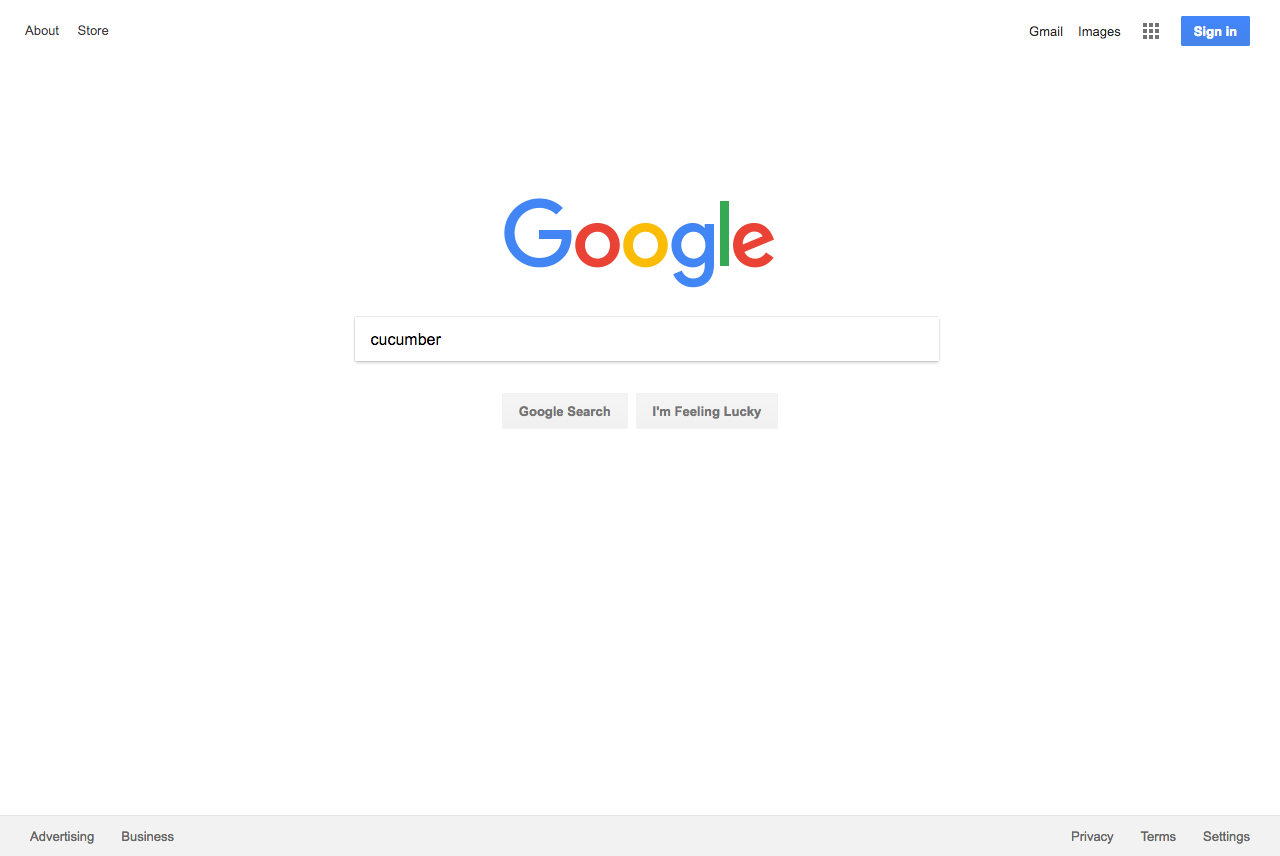 About Store Gmail Images Sign in
Google
cucumber
Google Search I'm Feeling Lucky
Advertising Business Privacy Terms Settings